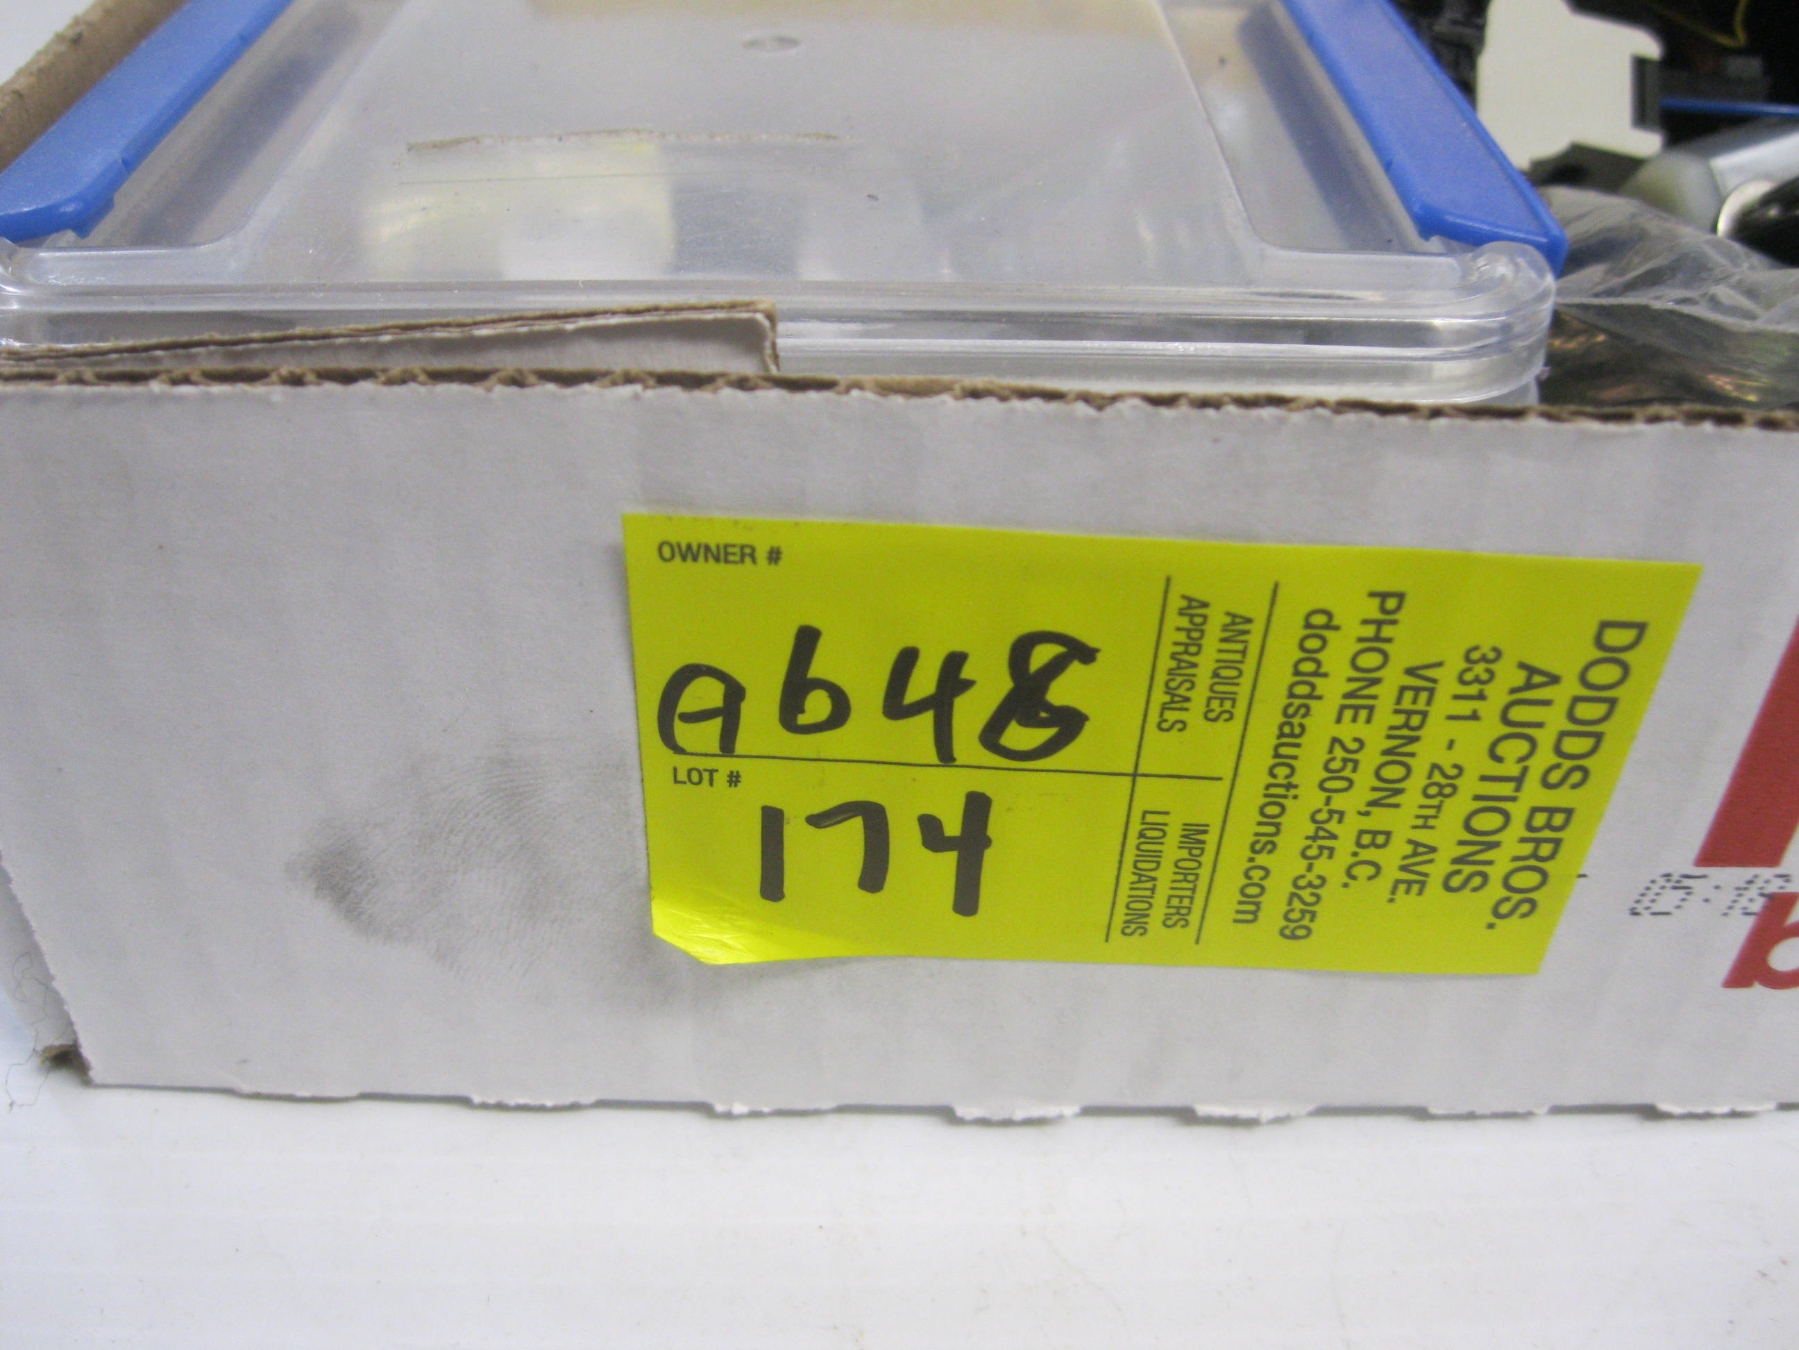 OWNER #
A648
LOT #
174
DODDS BROS.
AUCTIONS
3311 - 28TH AVE.
VERNON, B.C.
PHONE 250-545-3259
doddsauctions.com
ANTIQUES
APPRAISALS
IMPORTERS
LIQUIDATIONS